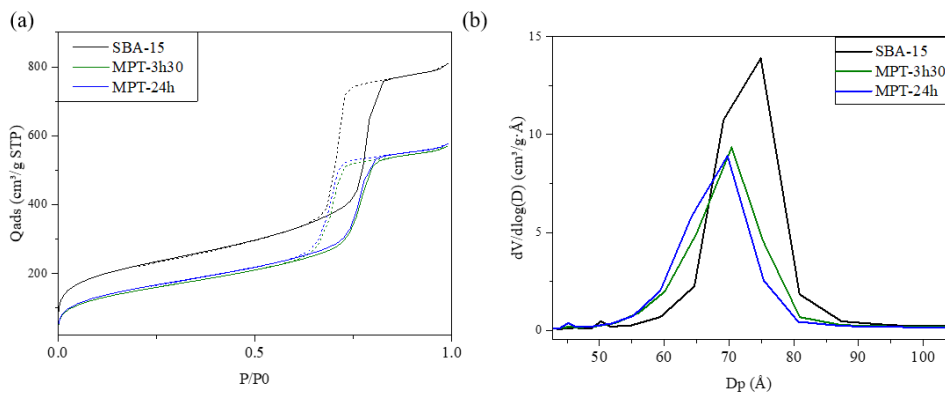 (a)
SBA-15
MPT-3h30
MPT-24h
800
600
400
200
0.0
0.5
1.0
Qads (cm³/g STP)
P/P0
(b)
SBA-15
MPT-3h30
MPT-24h
15
10
5
0
50
60
70
80
90
100
dV/dlog(D) (cm³/g·Å)
Dp (Å)